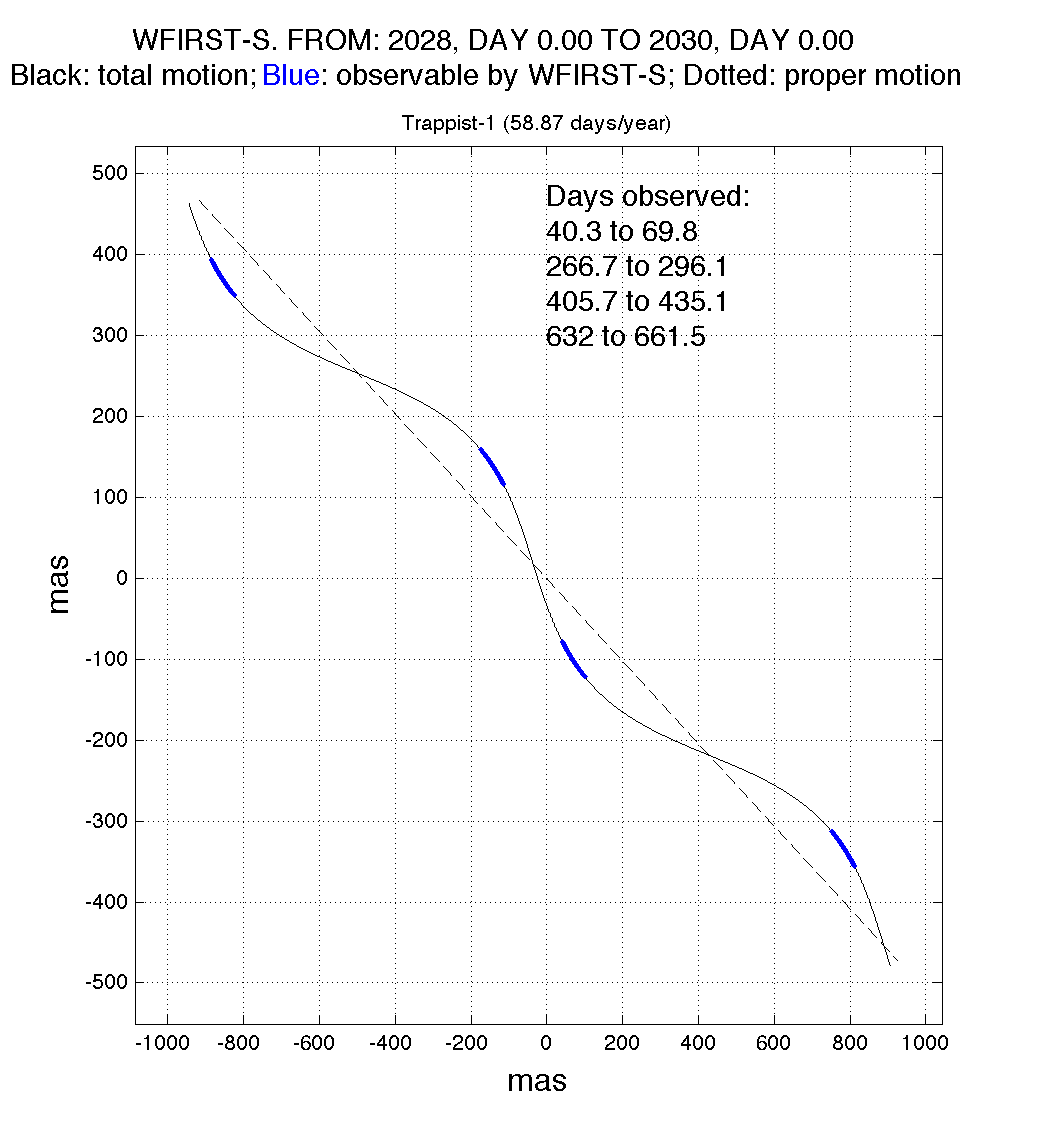 WFIRST-S. FROM: 2028, DAY 0.00 TO 2030, DAY 0.00
Black: total motion; Blue: observable by WFIRST-S; Dotted: proper motion
Trappist-1 (58.87 days/year)
Days observed:
40.3 to 69.8
266.7 to 296.1
405.7 to 435.1
632 to 661.5
500
400
300
200
100
0
-100
-200
-300
-400
-500
mas
-1000 -800 -600 -400 -200 0 200 400 600 800 1000
mas